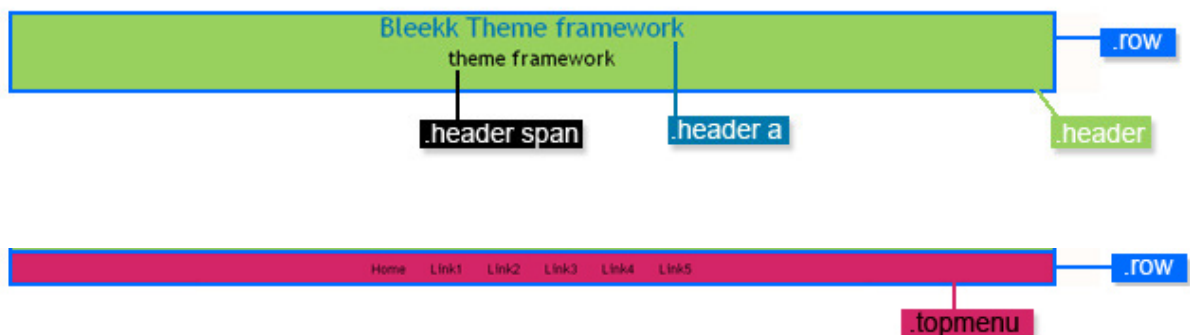 Bleekk Theme framework
.row
theme framework
.header span
.header a
.header
Home Link1 Link2 Link3 Link4 Link5
.row
.topmenu